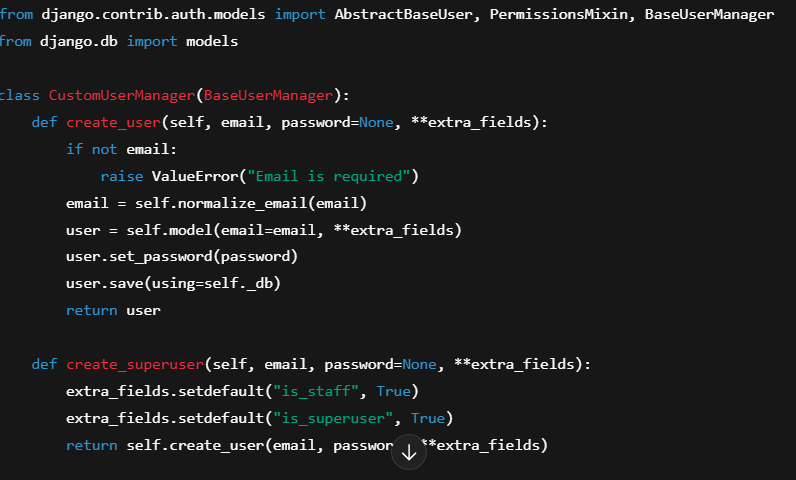 from django.contrib.auth.models import AbstractBaseUser, PermissionsMixin, BaseUserManager
from django.db import models
class CustomUserManager(BaseUserManager):
def create_user(self, email, password=None, **extra_fields):
if not email:
raise ValueError("Email is required")
email = self.normalize_email(email)
user = self.model(email=email, **extra_fields)
user.set_password(password)
user.save(using=self._db)
return user
def create_superuser(self, email, password=None, **extra_fields):
extra_fields.setdefault("is_staff", True)
extra_fields.setdefault("is_superuser", True)
return self.create_user(email, **extra_fields)